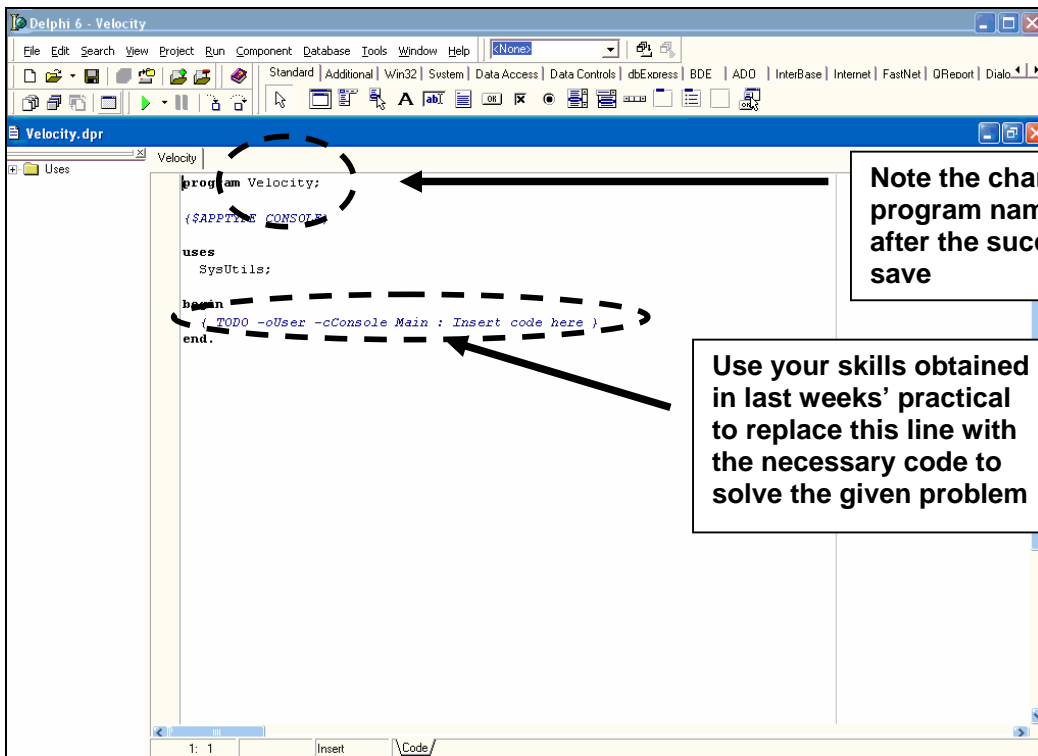 Delphi 6 - Velocity
File Edit Search View Project Run Component Database Tools Window Help <None>
Standard Additional Win32 System Data Access Data Controls dbExpress BDE ADO InterBase Internet FastNet QReport Dialo
Velocity.dpr
Uses
Velocity
program Velocity;
{$APPTYPE CONSOLE}
uses
SysUtils;
begin
{ TODO -oUser -cConsole Main : Insert code here }
end.
Note the
program
after the
save
Use your skills obtained
in last weeks’ practical
to replace this line with
the necessary code to
solve the given problem
1: 1 Insert Code